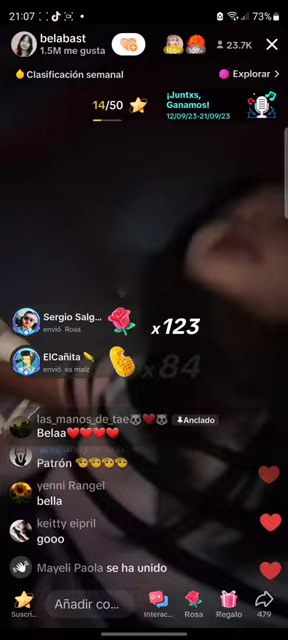 21:07
73%
belabast
1.5M me gusta
100+
23.7K
Clasificación semanal
Explorar >
14/50
¡Juntxs,
Ganamos!
12/09/23-21/09/23
Sergio Salg...
envió Rosa
x123
ElCañita
envió es maíz
x84
las_manos_de_tae
Anclado
Belaa
Patrón
yenni Rangel
bella
keitty eipril
gooo
Mayeli Paola se ha unido
Añadir co...
Suscri...
Interac...
Rosa
Regalo
479